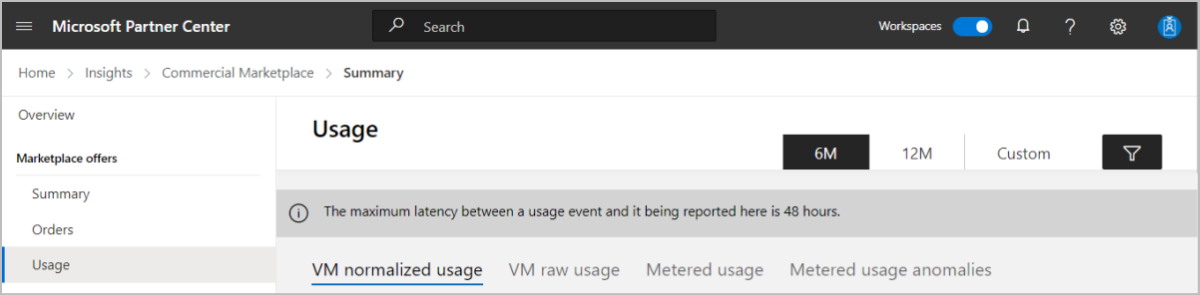 Microsoft Partner Center
Search
Workspaces
?
Home > Insights > Commercial Marketplace > Summary
Overview
Marketplace offers
Summary
Orders
Usage
Usage
6M 12M Custom
The maximum latency between a usage event and it being reported here is 48 hours.
VM normalized usage VM raw usage Metered usage Metered usage anomalies